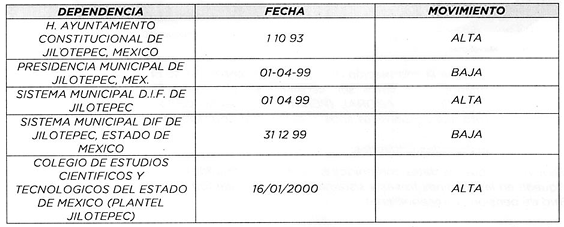 DEPENDENCIA FECHA MOVIMIENTO
H. AYUNTAMIENTO
CONSTITUCIONAL DE
JILOTEPEC, MEXICO
1 10 93
ALTA
PRESIDENCIA MUNICIPAL
DE JILOTEPEC, MEX.
01-04-99
BAJA
SISTEMA MUNICIPAL D.I.F. DE
JILOTEPEC
01 04 99
ALTA
SISTEMA MUNICIPAL DIF DE
JILOTEPEC, ESTADO DE
MEXICO
31 12 99
BAJA
COLEGIO DE ESTUDIOS
CIENTIFICOS Y
TECNOLOGICOS DEL ESTADO
DE MEXICO (PLANTEL
JILOTEPEC)
16/01/2000
ALTA